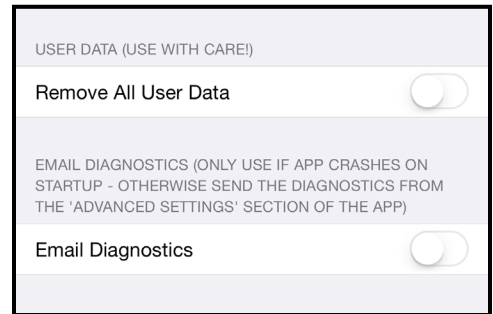 USER DATA (USE WITH CARE!)
Remove All User Data
EMAIL DIAGNOSTICS (ONLY USE IF APP CRASHES ON
STARTUP - OTHERWISE SEND THE DIAGNOSTICS FROM
THE 'ADVANCED SETTINGS' SECTION OF THE APP)
Email Diagnostics